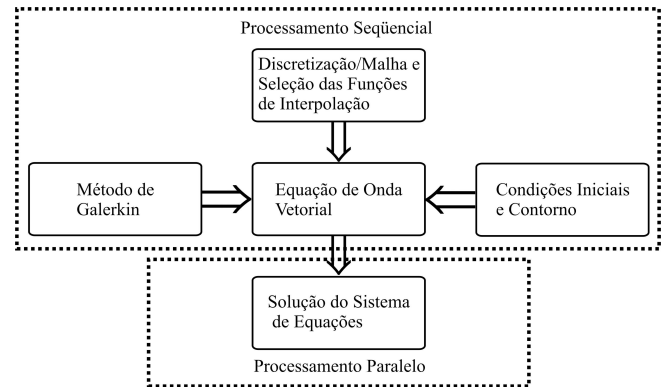 Processamento Seqüencial
Discretização/Malha e
Seleção das Funções
de Interpolação
Método de
Galerkin
Equação de Onda
Vetorial
Condições Iniciais
e Contorno
Solução do Sistema
de Equações
Processamento Paralelo